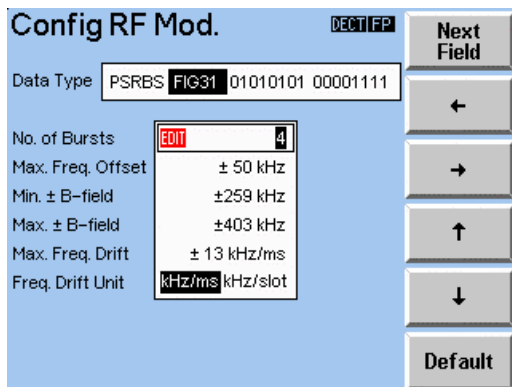 Config RF Mod. DECT FP
Next
Field
Data Type PSRBS FIG31 01010101 00001111
←
No. of Bursts EDIT 4
Max. Freq. Offset ± 50 kHz
→
Min. ± B-field ±259 kHz
Max. ± B-field ±403 kHz
↑
Max. Freq. Drift ± 13 kHz/ms
Freq. Drift Unit kHz/ms kHz/slot
↓
Default